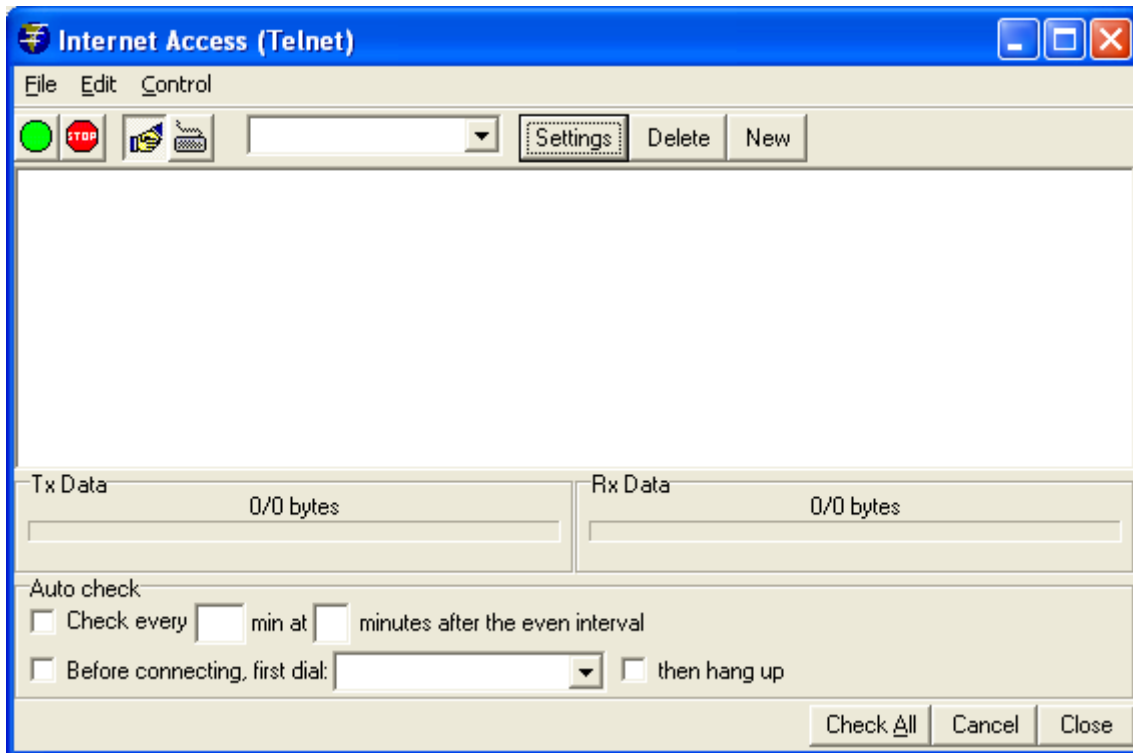 Internet Access (Telnet)
File Edit Control
STOP Settings Delete New
Tx Data Rx Data
0/0 bytes 0/0 bytes
Auto check
Check every min at minutes after the even interval
Before connecting, first dial: then hang up
Check All Cancel Close